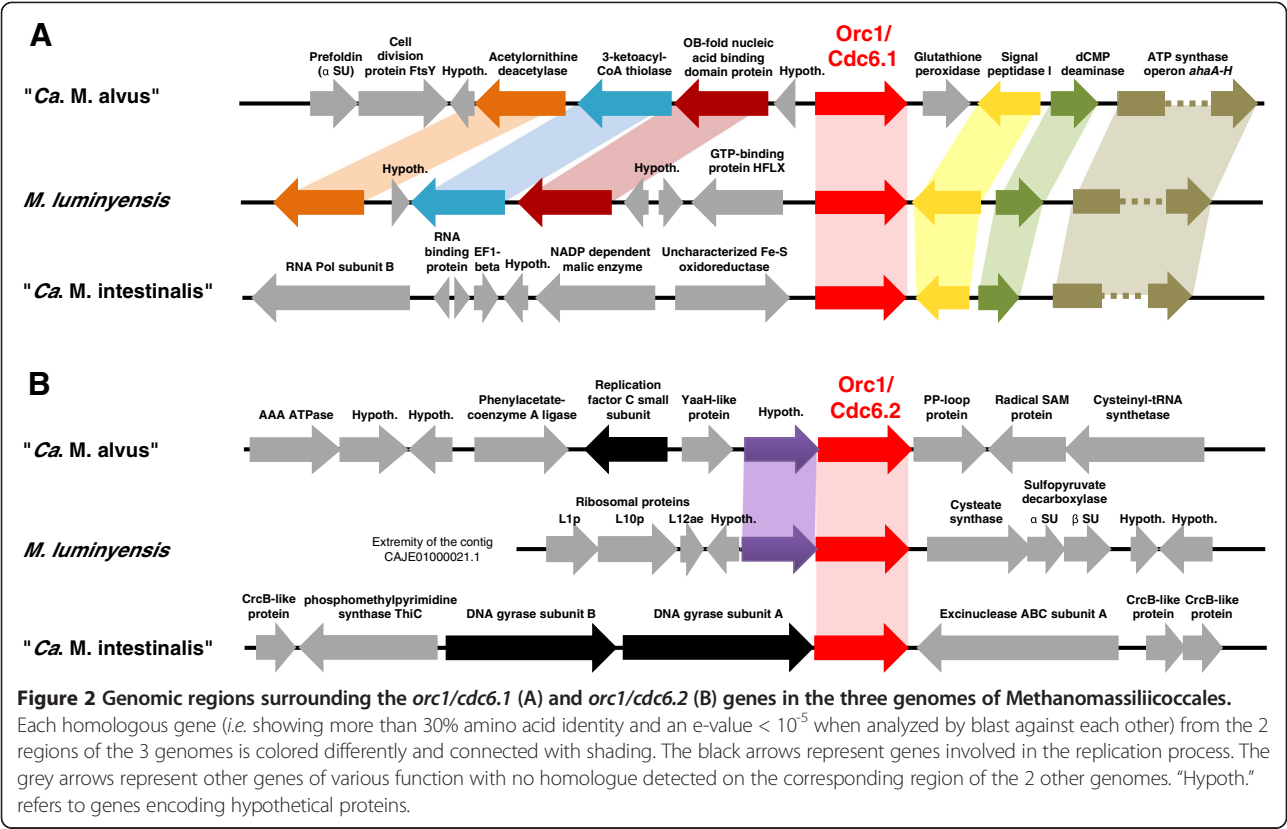 A
Orc1/
Cdc6.1
Prefoldin
(α SU)
Cell
division
protein FtsY
Hypoth.
Acetylornithine
deacetylase
3-ketoacyl-
CoA thiolase
OB-fold nucleic
acid binding
domain protein
Hypoth.
Glutathione
peroxidase
Signal
peptidase I
dCMP
deaminase
ATP synthase
operon ahaA-H
"Ca. M. alvus"
Hypoth.
Hypoth.
GTP-binding
protein HFLX
M. luminyensis
RNA Pol subunit B
RNA
binding
protein
EF1-
beta
Hypoth.
NADP dependent
malic enzyme
Uncharacterized Fe-S
oxidoreductase
"Ca. M. intestinalis"
B
Orc1/
Cdc6.2
AAA ATPase
Hypoth.
Hypoth.
Phenylacetate-
coenzyme A ligase
Replication
factor C small
subunit
YaaH-like
protein
Hypoth.
PP-loop
protein
Radical SAM
protein
Cysteinyl-tRNA
synthetase
"Ca. M. alvus"
Ribosomal proteins
L1p
L10p
L12ae
Hypoth.
Cysteate
synthase
Sulfopyruvate
decarboxylase
α SU
β SU
Hypoth.
Hypoth.
M. luminyensis
Extremity of the contig
CAJE01000021.1
CrcB-like
protein
phosphomethylpyrimidine
synthase ThiC
DNA gyrase subunit B
DNA gyrase subunit A
Excinuclease ABC subunit A
CrcB-like
protein
CrcB-like
protein
"Ca. M. intestinalis"
Figure 2 Genomic regions surrounding the orc1/cdc6.1 (A) and orc1/cdc6.2 (B) genes in the three genomes of Methanomassiliicoccales.
Each homologous gene (i.e. showing more than 30% amino acid identity and an e-value < 10⁻⁵ when analyzed by blast against each other) from the 2
regions of the 3 genomes is colored differently and connected with shading. The black arrows represent genes involved in the replication process. The
grey arrows represent other genes of various function with no homologue detected on the corresponding region of the 2 other genomes. “Hypoth.”
refers to genes encoding hypothetical proteins.